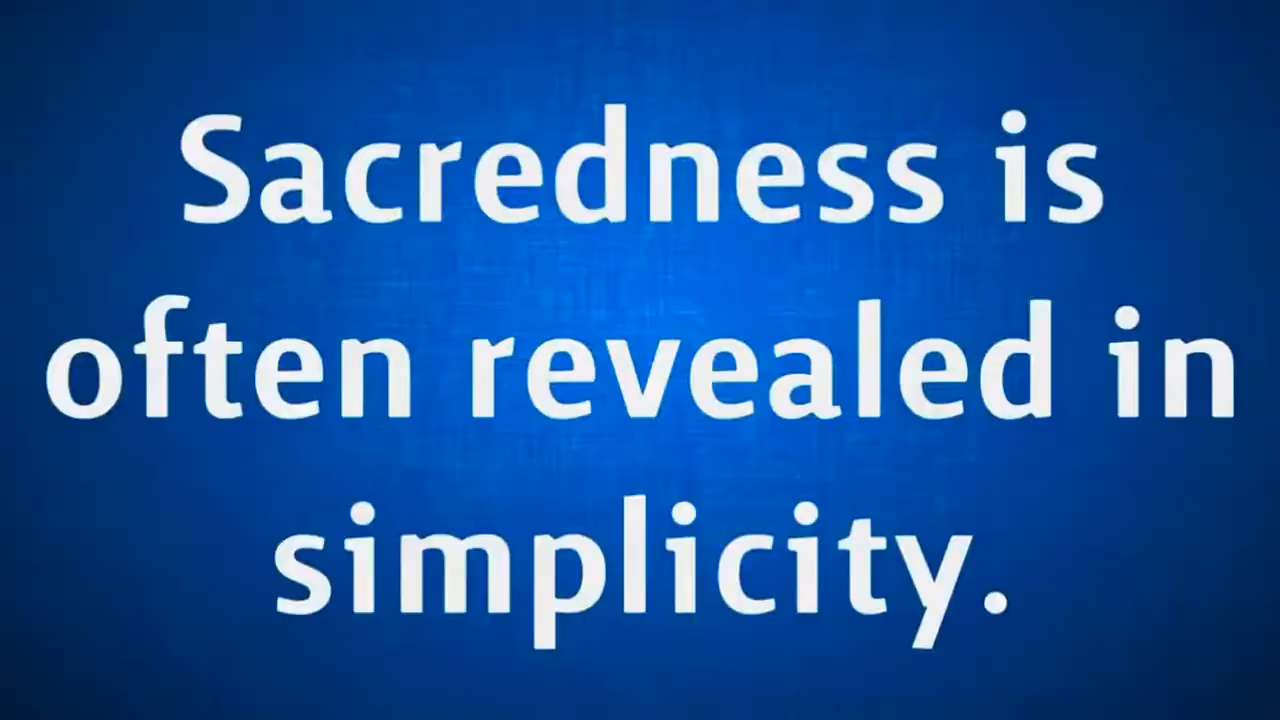 Sacredness is
often revealed in
simplicity.